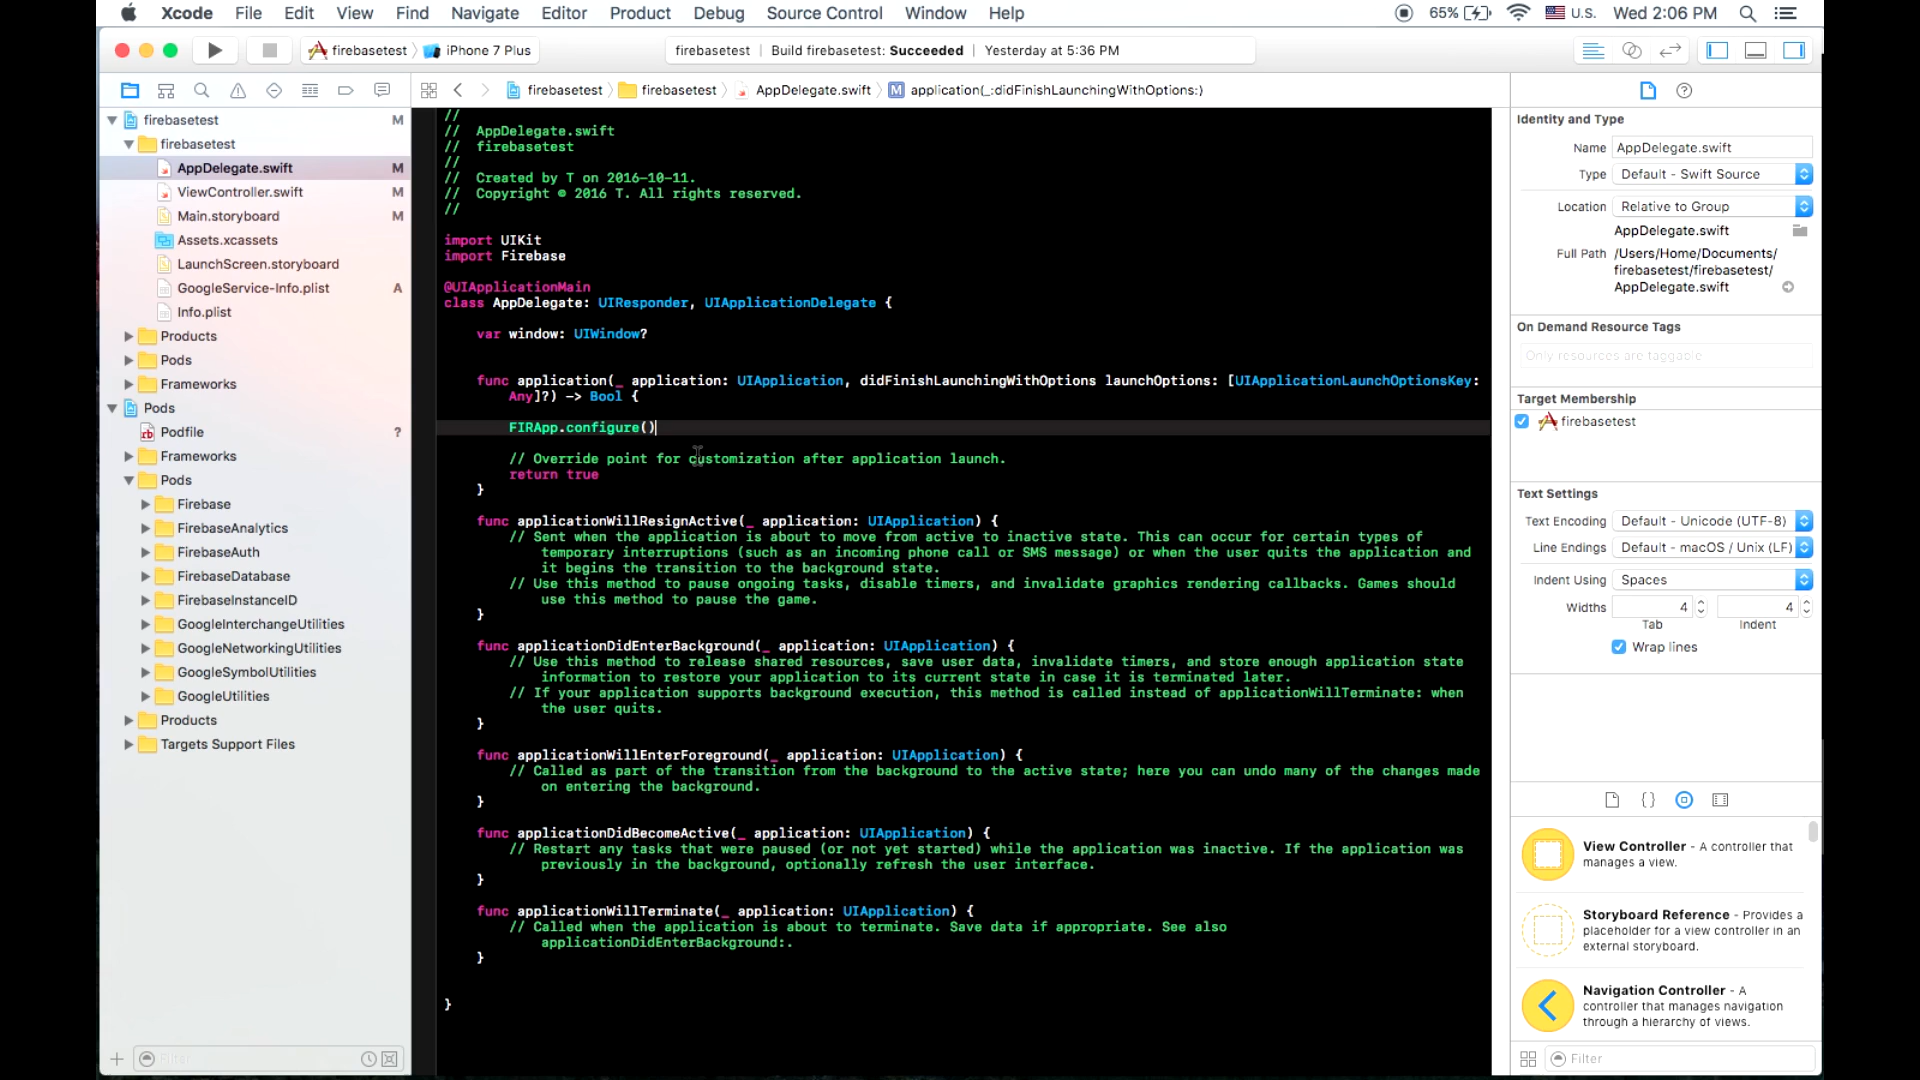 Xcode File Edit View Find Navigate Editor Product Debug Source Control Window Help 65% U.S. Wed 2:06 PM
firebasetest iPhone 7 Plus firebasetest | Build firebasetest: Succeeded | Yesterday at 5:36 PM
firebasetest firebasetest AppDelegate.swift M application(_:didFinishLaunchingWithOptions:)
firebasetest M
firebasetest
AppDelegate.swift M
ViewController.swift M
Main.storyboard M
Assets.xcassets
LaunchScreen.storyboard
GoogleService-Info.plist A
Info.plist
Products
Pods
Frameworks
Pods
rb Podfile ?
Frameworks
Pods
Firebase
FirebaseAnalytics
FirebaseAuth
FirebaseDatabase
FirebaseInstanceID
GoogleInterchangeUtilities
GoogleNetworkingUtilities
GoogleSymbolUtilities
GoogleUtilities
Products
Targets Support Files
Filter
//
// AppDelegate.swift
// firebasetest
//
// Created by T on 2016-10-11.
// Copyright © 2016 T. All rights reserved.
//
import UIKit
import Firebase
@UIApplicationMain
class AppDelegate: UIResponder, UIApplicationDelegate {
var window: UIWindow?
func application(_ application: UIApplication, didFinishLaunchingWithOptions launchOptions: [UIApplicationLaunchOptionsKey:
Any]?) -> Bool {
FIRApp.configure()
// Override point for customization after application launch.
return true
}
func applicationWillResignActive(_ application: UIApplication) {
// Sent when the application is about to move from active to inactive state. This can occur for certain types of
temporary interruptions (such as an incoming phone call or SMS message) or when the user quits the application and
it begins the transition to the background state.
// Use this method to pause ongoing tasks, disable timers, and invalidate graphics rendering callbacks. Games should
use this method to pause the game.
}
func applicationDidEnterBackground(_ application: UIApplication) {
// Use this method to release shared resources, save user data, invalidate timers, and store enough application state
information to restore your application to its current state in case it is terminated later.
// If your application supports background execution, this method is called instead of applicationWillTerminate: when
the user quits.
}
func applicationWillEnterForeground(_ application: UIApplication) {
// Called as part of the transition from the background to the active state; here you can undo many of the changes made
on entering the background.
}
func applicationDidBecomeActive(_ application: UIApplication) {
// Restart any tasks that were paused (or not yet started) while the application was inactive. If the application was
previously in the background, optionally refresh the user interface.
}
func applicationWillTerminate(_ application: UIApplication) {
// Called when the application is about to terminate. Save data if appropriate. See also
applicationDidEnterBackground:.
}
}
Identity and Type
Name AppDelegate.swift
Type Default - Swift Source
Location Relative to Group
AppDelegate.swift
Full Path /Users/Home/Documents/
firebasetest/firebasetest/
AppDelegate.swift
On Demand Resource Tags
Only resources are taggable
Target Membership
firebasetest
Text Settings
Text Encoding Default - Unicode (UTF-8)
Line Endings Default - macOS / Unix (LF)
Indent Using Spaces
Widths 4 4
Tab Indent
Wrap lines
View Controller - A controller that
manages a view.
Storyboard Reference - Provides a
placeholder for a view controller in an
external storyboard.
Navigation Controller - A
controller that manages navigation
through a hierarchy of views.
Filter